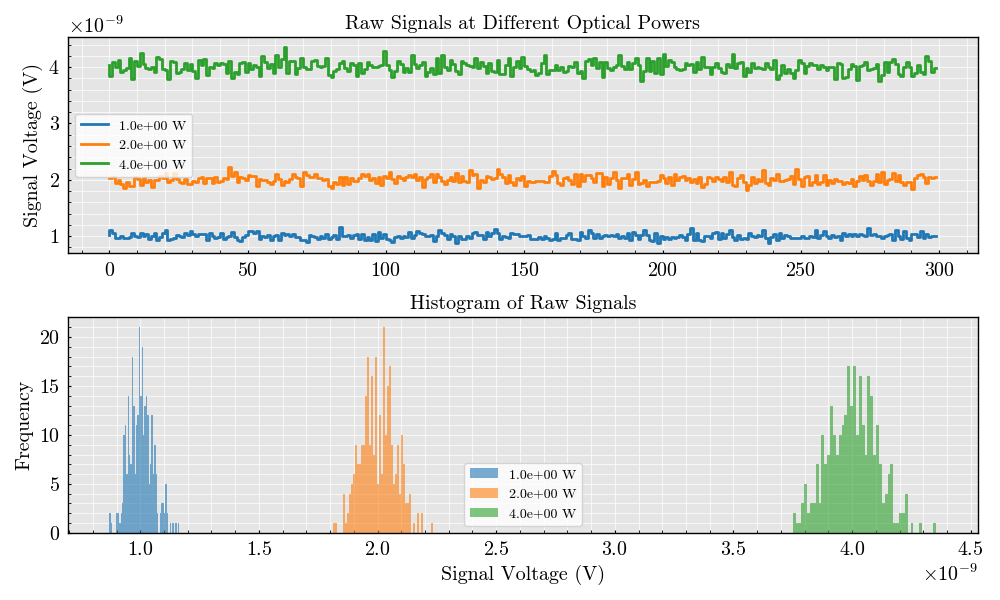 Raw Signals at Different Optical Powers
×10⁻⁹
Signal Voltage (V)
4
3
2
1
1.0e+00 W
2.0e+00 W
4.0e+00 W
0 50 100 150 200 250 300
Histogram of Raw Signals
Frequency
20
15
10
5
0
1.0e+00 W
2.0e+00 W
4.0e+00 W
1.0 1.5 2.0 2.5 3.0 3.5 4.0 4.5
Signal Voltage (V)
×10⁻⁹